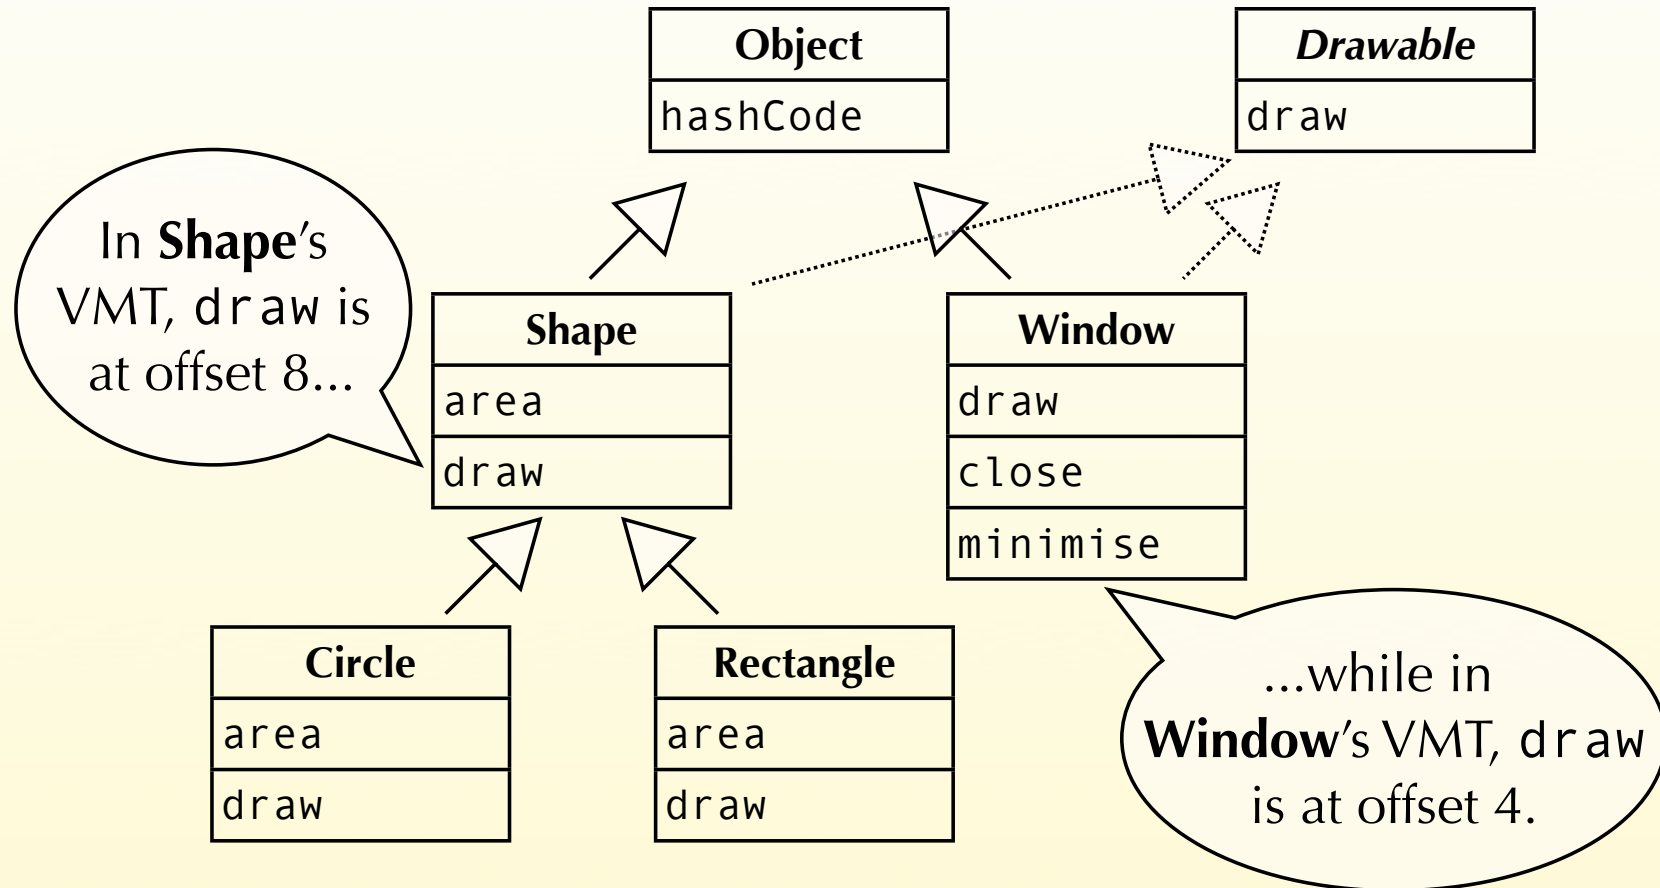 Object
hashCode
Drawable
draw
In Shape's
VMT, draw is
at offset 8...
Shape
area
draw
Window
draw
close
minimise
Circle
area
draw
Rectangle
area
draw
...while in
Window's VMT, draw
is at offset 4.